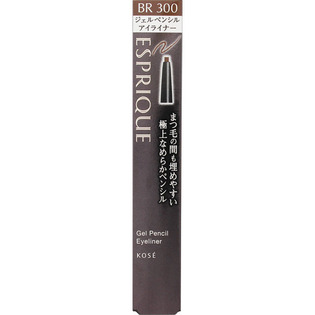 BR 300
ジェルペンシル
アイライナー
ESPRIQUE
まつ毛の間も埋めやすい
極上なめらかペンシル
Gel Pencil
Eyeliner
KOSÉ